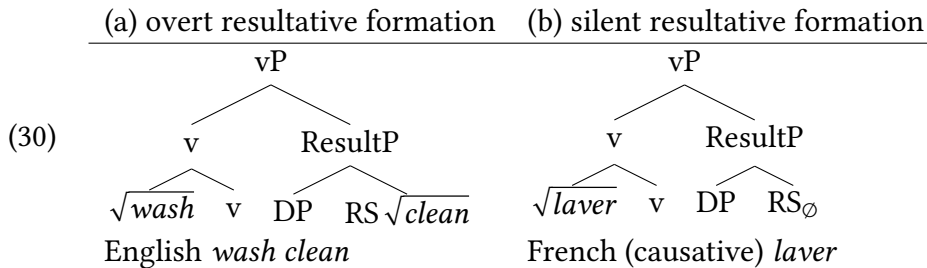 (a) overt resultative formation (b) silent resultative formation
vP vP
(30)
v ResultP v ResultP
√wash v DP RS √clean √laver v DP RS∅
English wash clean French (causative) laver